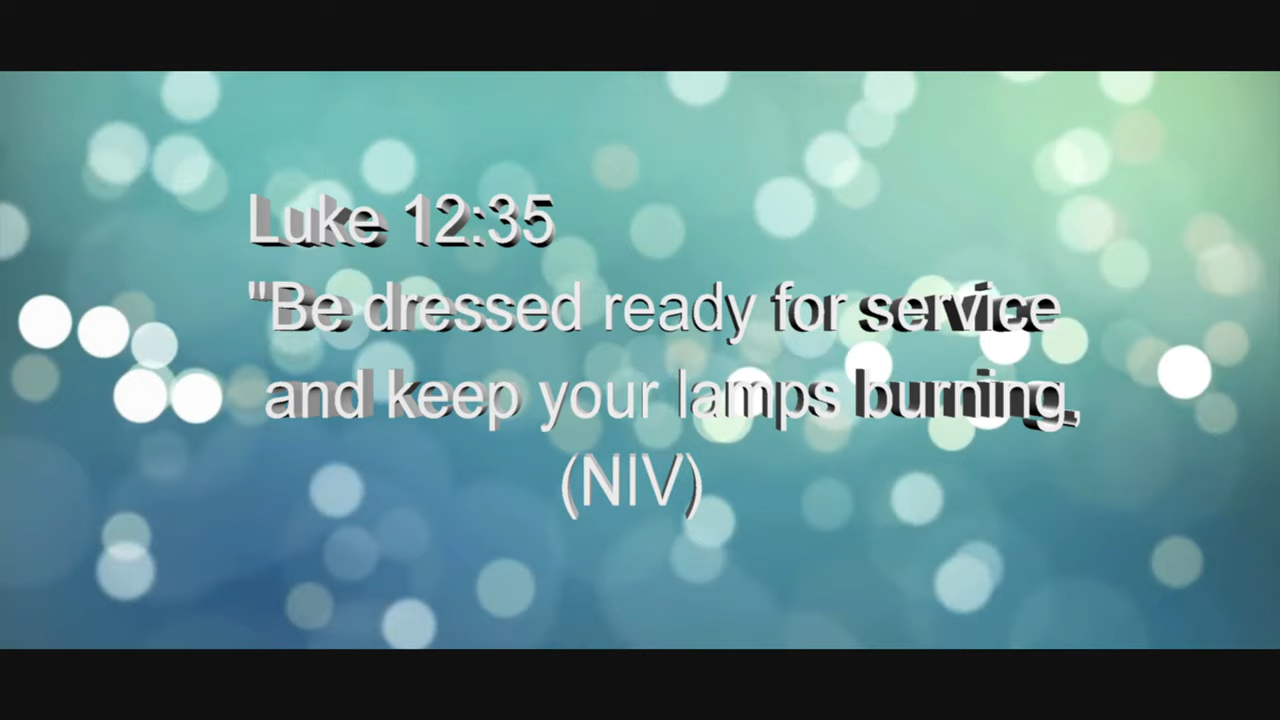 Luke 12:35
"Be dressed ready for service
and keep your lamps burning,
(NIV)